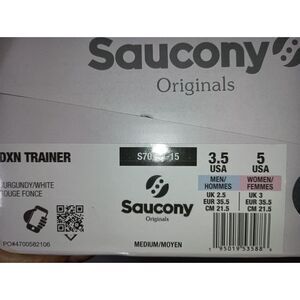 Saucony
Originals
DXN TRAINER
3.5
USA
5
USA
MEN/
HOMMES
WOMEN/
FEMMES
BURGUNDY/WHITE
ROUGE FONCE
UK 2.5
UK 3
EUR 35.5
EUR 35.5
CM 21.5
CM 21.5
Saucony
Originals
MEDIUM/MOYEN
PO#4700582106